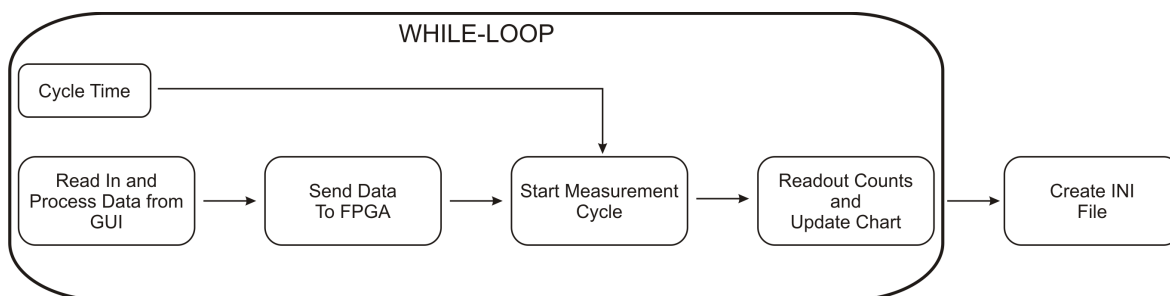 WHILE-LOOP
Cycle Time
Read In and
Process Data from
GUI
Send Data
To FPGA
Start Measurement
Cycle
Readout Counts
and
Update Chart
Create INI
File